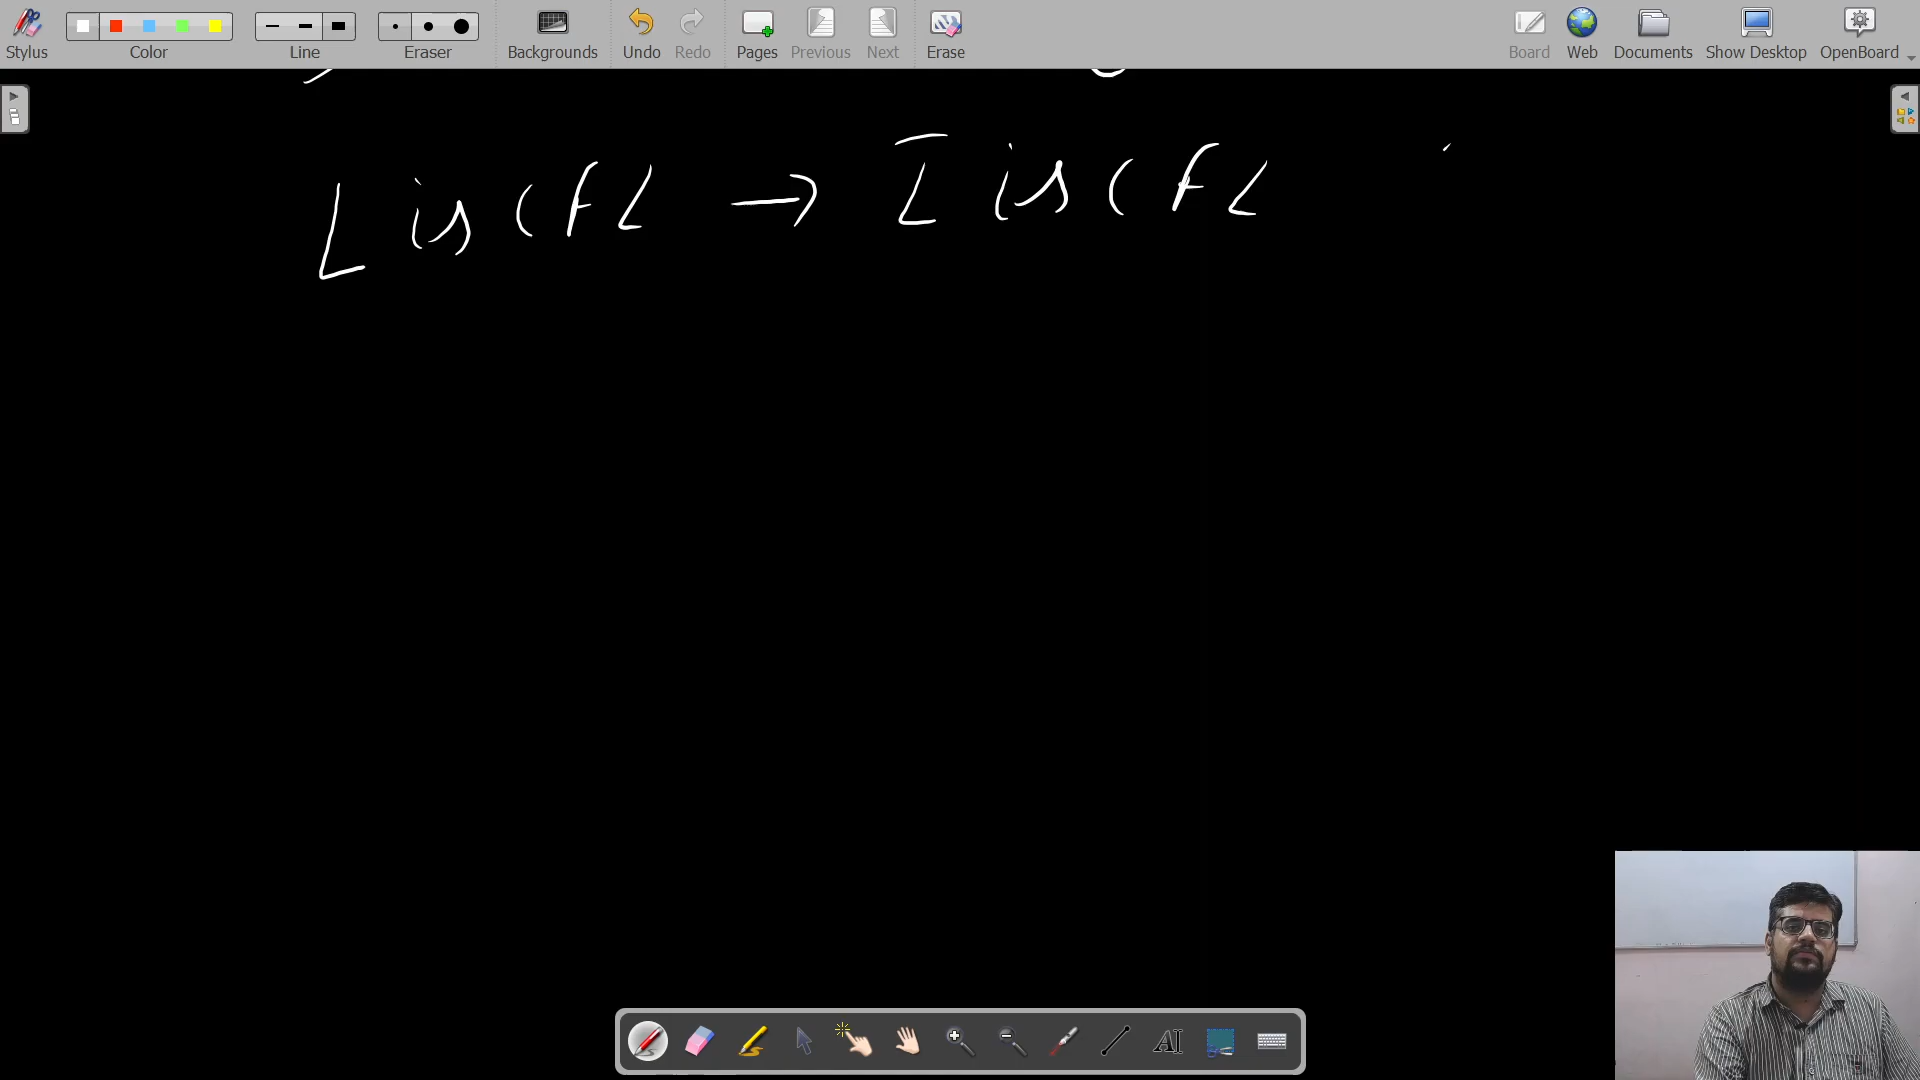 Stylus Color Line Eraser Backgrounds Undo Redo Pages Previous Next Erase Board Web Documents Show Desktop OpenBoard
L is CFL → L̅ is CFL